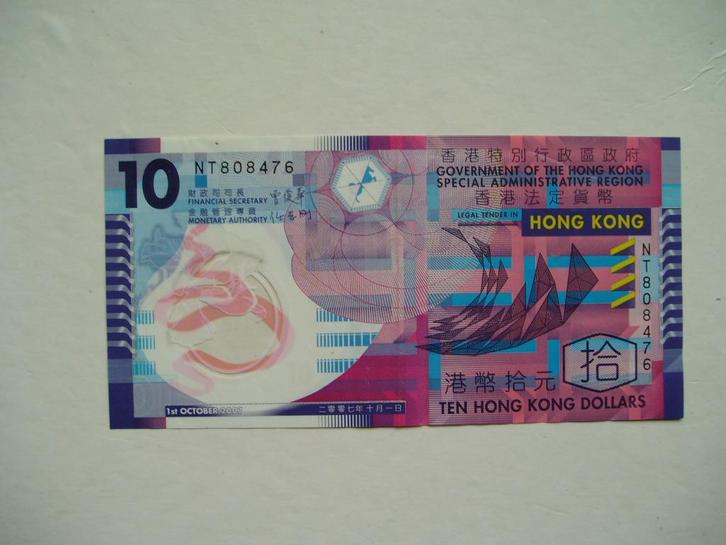 10
NT808476
財政司司長
FINANCIAL SECRETARY
金融管理專員
MONETARY AUTHORITY
1st OCTOBER 2007
二零零七年十月一日
香港特別行政區政府
GOVERNMENT OF THE HONG KONG
SPECIAL ADMINISTRATIVE REGION
香港法定貨幣
LEGAL TENDER IN
HONG KONG
NT808476
拾
港幣拾元
TEN HONG KONG DOLLARS